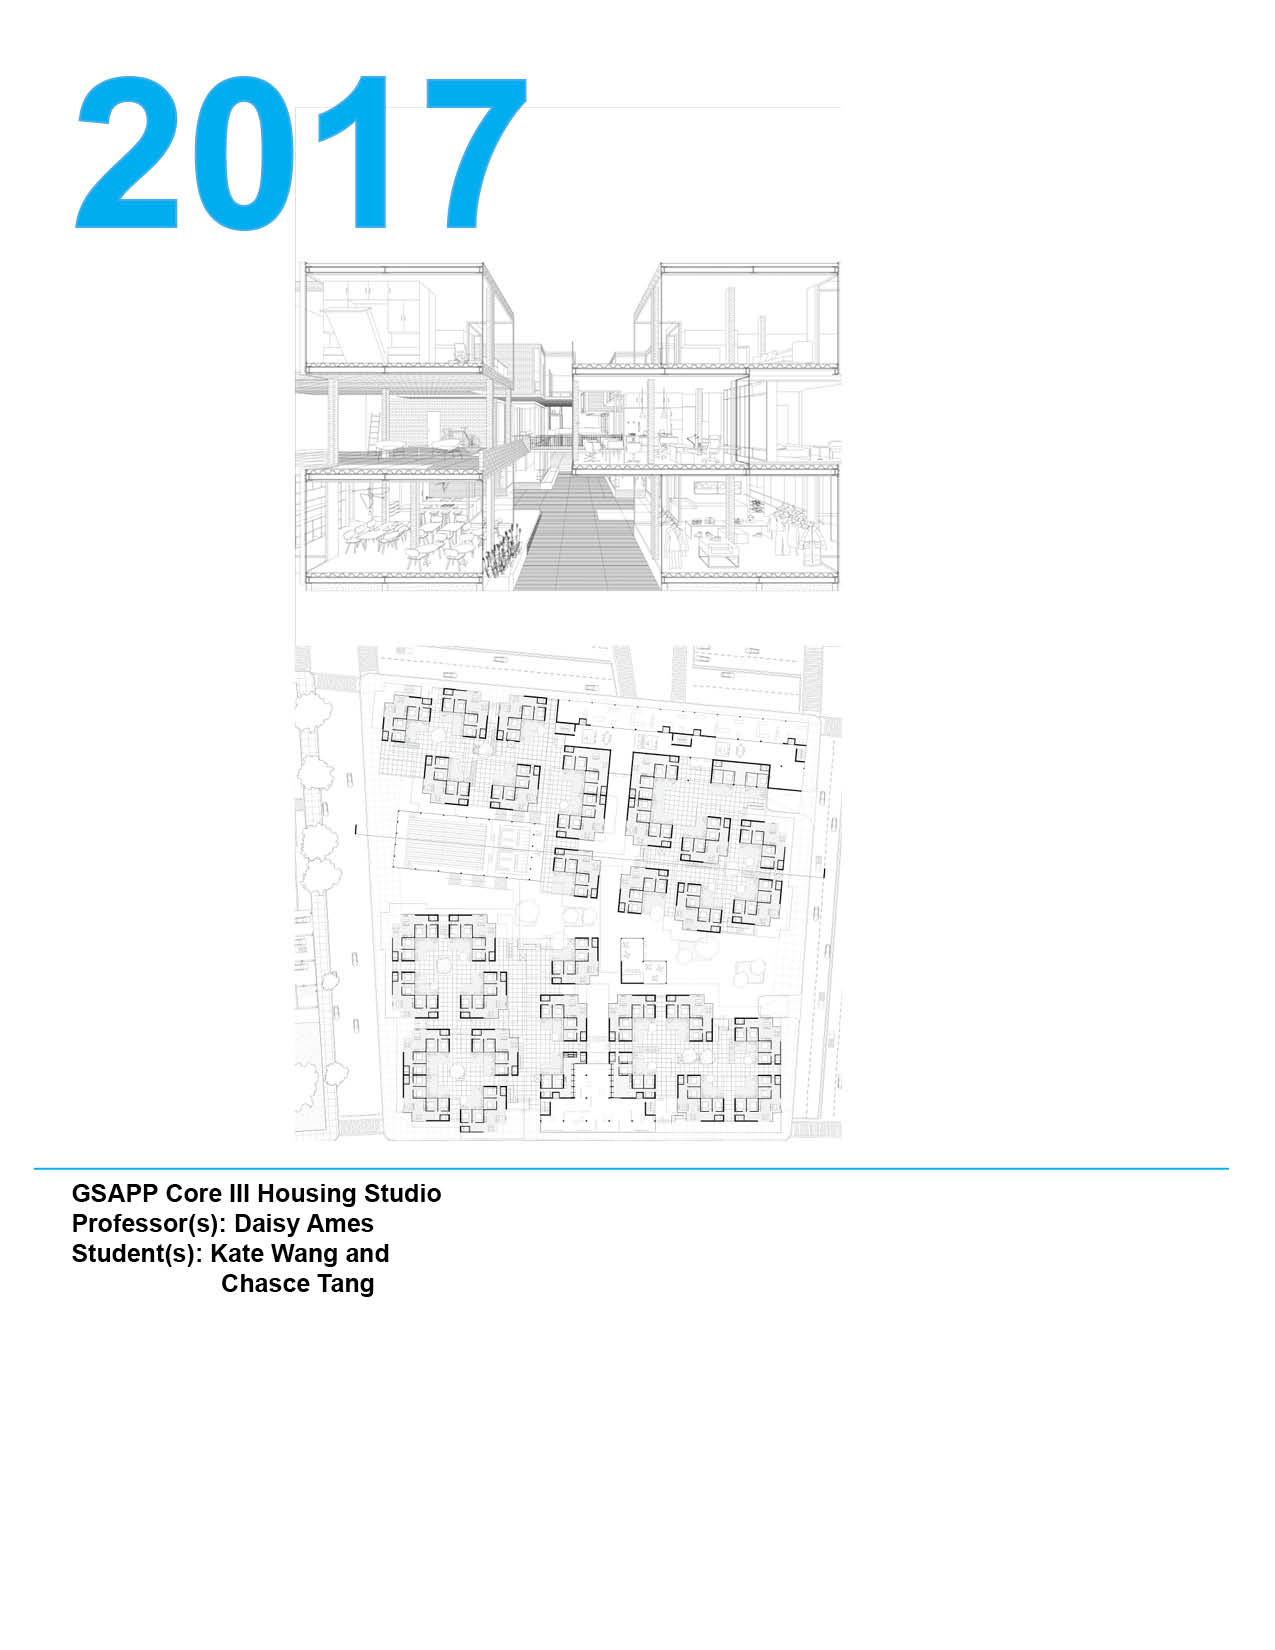 2017
GSAPP Core III Housing Studio
Professor(s): Daisy Ames
Student(s): Kate Wang and
Chasce Tang